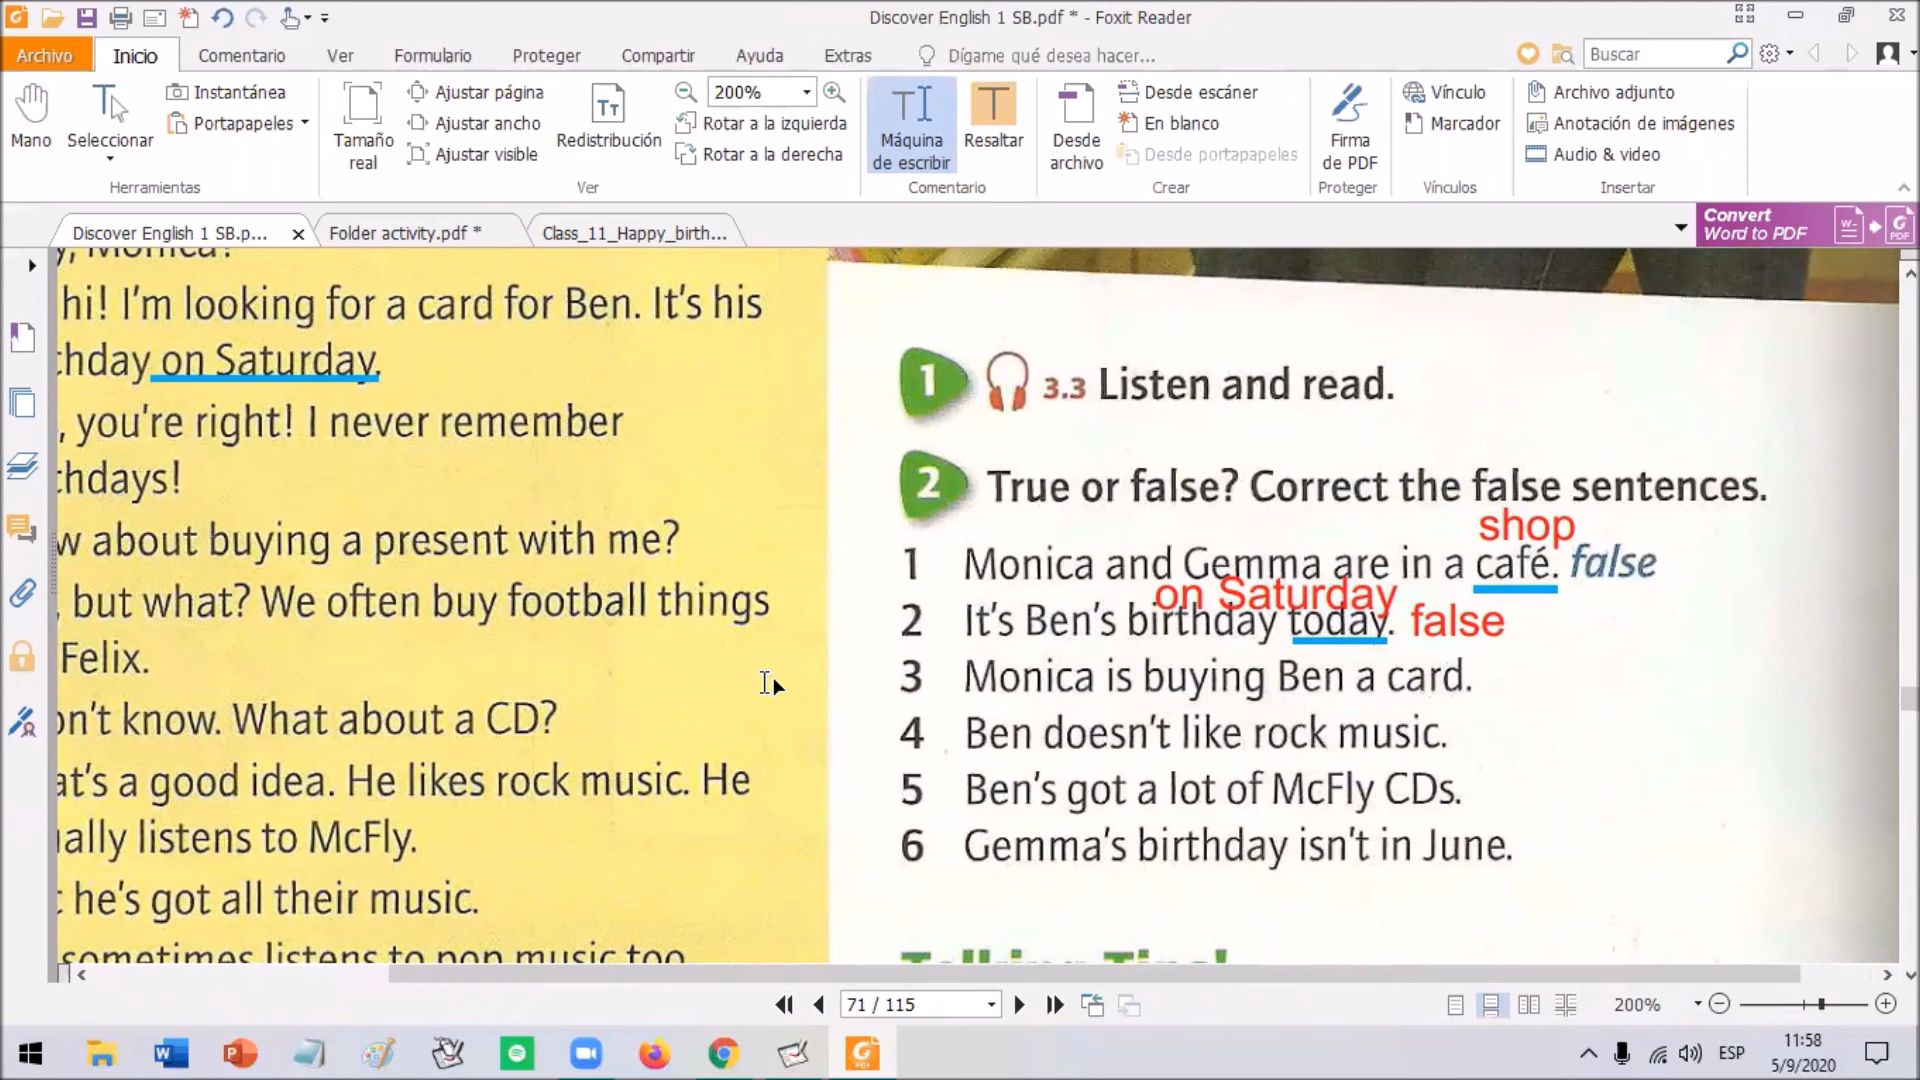 Discover English 1 SB.pdf * - Foxit Reader
Archivo
Inicio
Comentario
Ver
Formulario
Proteger
Compartir
Ayuda
Extras
Dígame qué desea hacer...
Buscar
Mano
Seleccionar
Instantánea
Portapapeles
Herramientas
Tamaño
real
Ajustar página
Ajustar ancho
Ajustar visible
Redistribución
200%
Rotar a la izquierda
Rotar a la derecha
Ver
Máquina
de escribir
Resaltar
Comentario
Desde
archivo
Desde escáner
En blanco
Desde portapapeles
Crear
Firma
de PDF
Proteger
Vínculo
Marcador
Vínculos
Archivo adjunto
Anotación de imágenes
Audio & video
Insertar
Discover English 1 SB.p...
Folder activity.pdf *
Class_11_Happy_birth...
Convert
Word to PDF
hi! I'm looking for a card for Ben. It's his
thday on Saturday.
, you're right! I never remember
thdays!
w about buying a present with me?
, but what? We often buy football things
Felix.
on't know. What about a CD?
at's a good idea. He likes rock music. He
ually listens to McFly.
t he's got all their music.
sometimes listens to pop music too
1 3.3 Listen and read.
2 True or false? Correct the false sentences.
shop
1 Monica and Gemma are in a café. false
on Saturday
2 It's Ben's birthday today. false
3 Monica is buying Ben a card.
4 Ben doesn't like rock music.
5 Ben's got a lot of McFly CDs.
6 Gemma's birthday isn't in June.
71 / 115
200%
ESP
11:58
5/9/2020